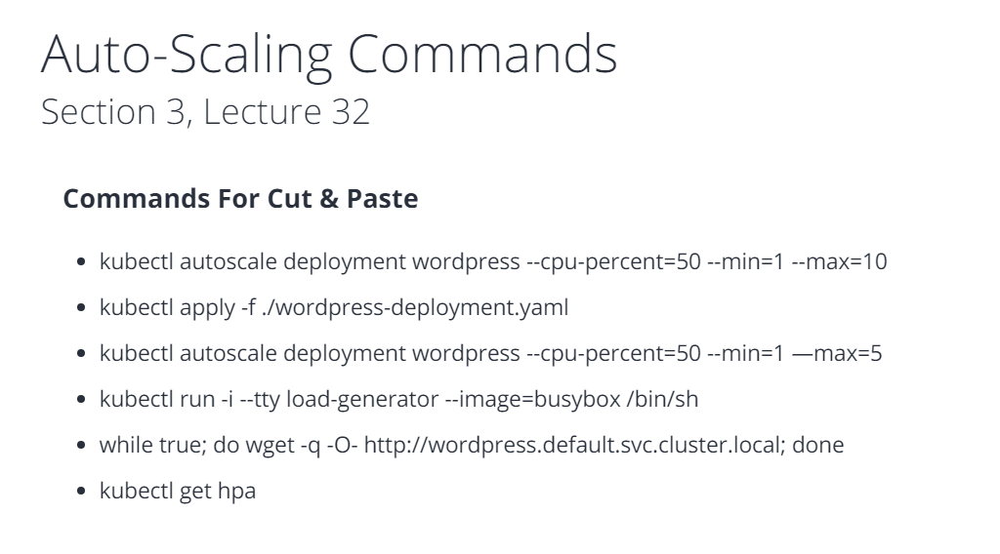 Auto-Scaling Commands
Section 3, Lecture 32
Commands For Cut & Paste
• kubectl autoscale deployment wordpress --cpu-percent=50 --min=1 --max=10
• kubectl apply -f ./wordpress-deployment.yaml
• kubectl autoscale deployment wordpress --cpu-percent=50 --min=1 —max=5
• kubectl run -i --tty load-generator --image=busybox /bin/sh
• while true; do wget -q -O- http://wordpress.default.svc.cluster.local; done
• kubectl get hpa